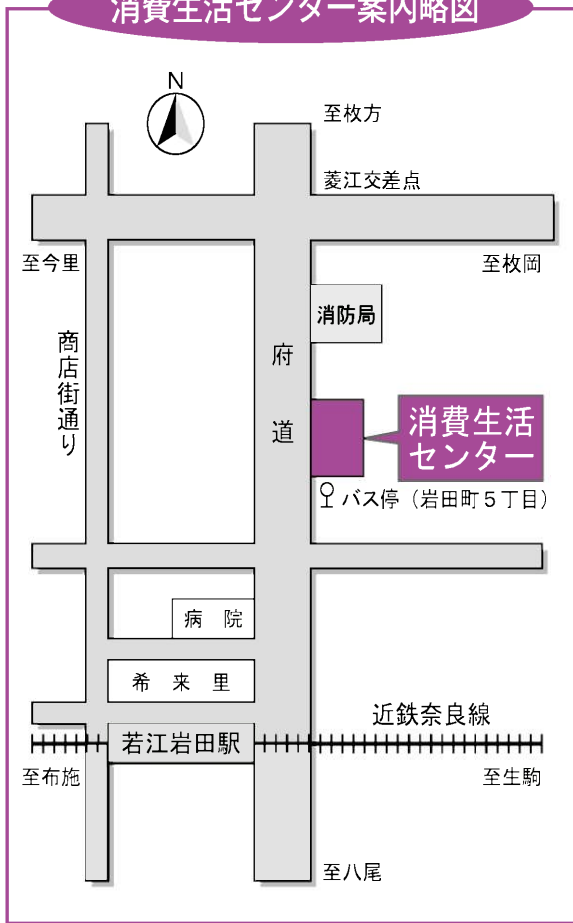 消費生活センター案内略図
N
至枚方
菱江交差点
至今里
至枚岡
消防局
商店街通り
府道
消費生活
センター
バス停（岩田町５丁目）
病 院
希 来 里
近鉄奈良線
若江岩田駅
至布施
至生駒
至八尾